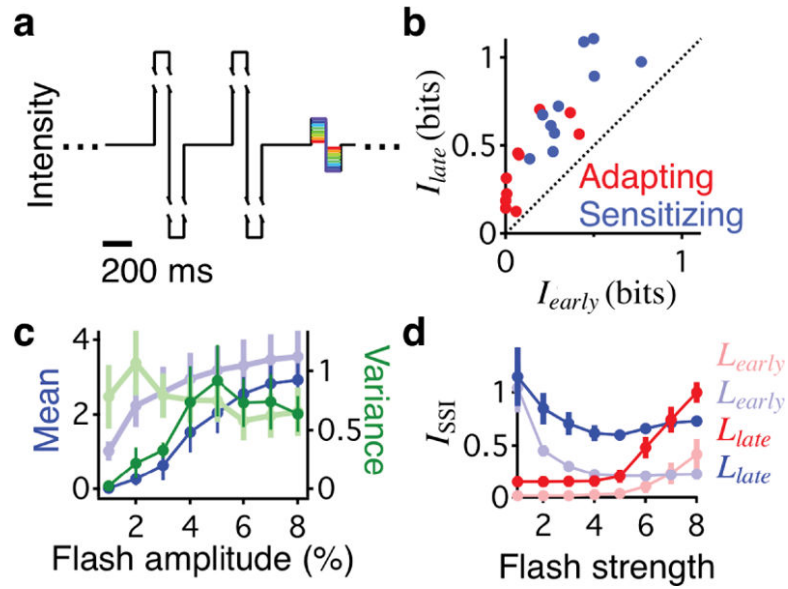 a
Intensity
200 ms
b
1
0.5
0
0
1
I_late (bits)
I_early (bits)
Adapting
Sensitizing
c
4
2
0
Mean
1
0.5
0
Variance
2 4 6 8
Flash amplitude (%)
d
1
0.5
0
I_SSI
2 4 6 8
Flash strength
L_early
L_early
L_late
L_late